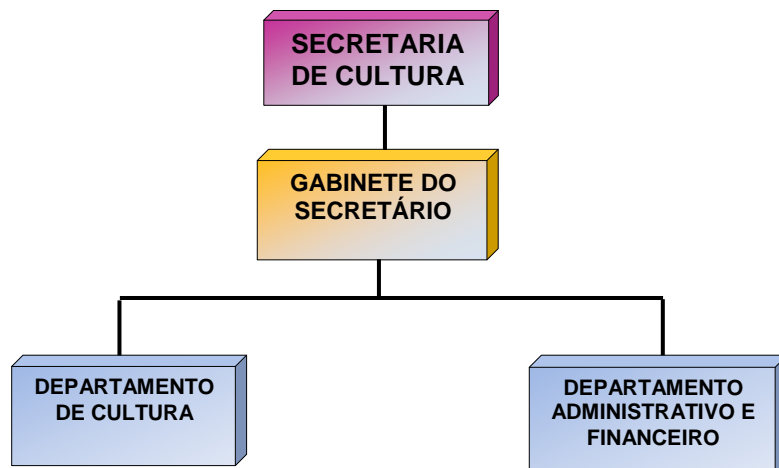 SECRETARIA
DE CULTURA
GABINETE DO
SECRETÁRIO
DEPARTAMENTO
DE CULTURA
DEPARTAMENTO
ADMINISTRATIVO E
FINANCEIRO